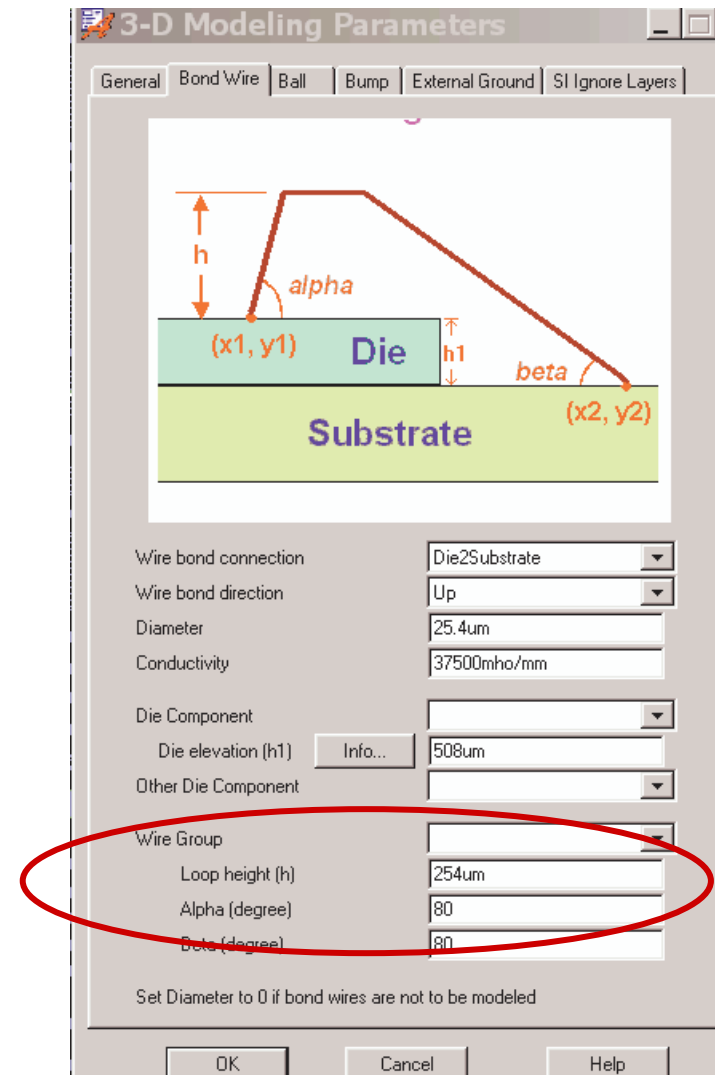 3-D Modeling Parameters
General Bond Wire Ball Bump External Ground SI Ignore Layers
h
alpha
(x1, y1) Die h1 beta
(x2, y2)
Substrate
Wire bond connection Die2Substrate
Wire bond direction Up
Diameter 25.4um
Conductivity 37500mho/mm
Die Component
Die elevation (h1) Info... 508um
Other Die Component
Wire Group
Loop height (h) 254um
Alpha (degree) 80
Beta (degree) 80
Set Diameter to 0 if bond wires are not to be modeled
OK Cancel Help